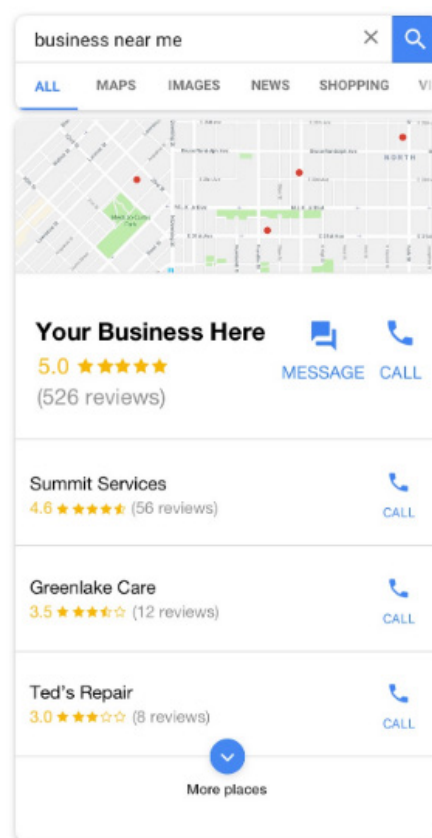 business near me
ALL MAPS IMAGES NEWS SHOPPING VI
NORTH
Your Business Here
5.0
(526 reviews)
MESSAGE CALL
Summit Services
4.6 (56 reviews)
CALL
Greenlake Care
3.5 (12 reviews)
CALL
Ted's Repair
3.0 (8 reviews)
CALL
More places